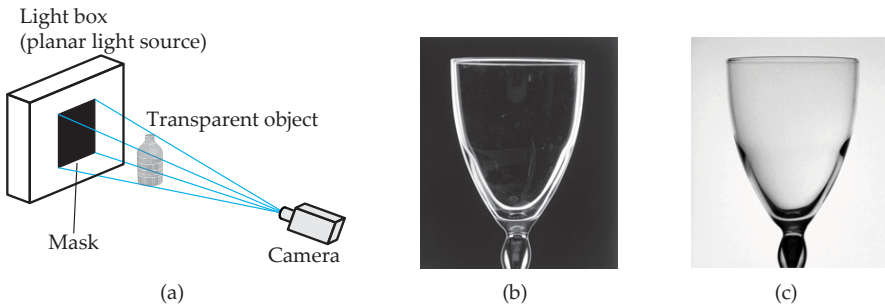 Light box
(planar light source)
Transparent object
Mask
Camera
(a)
(b)
(c)